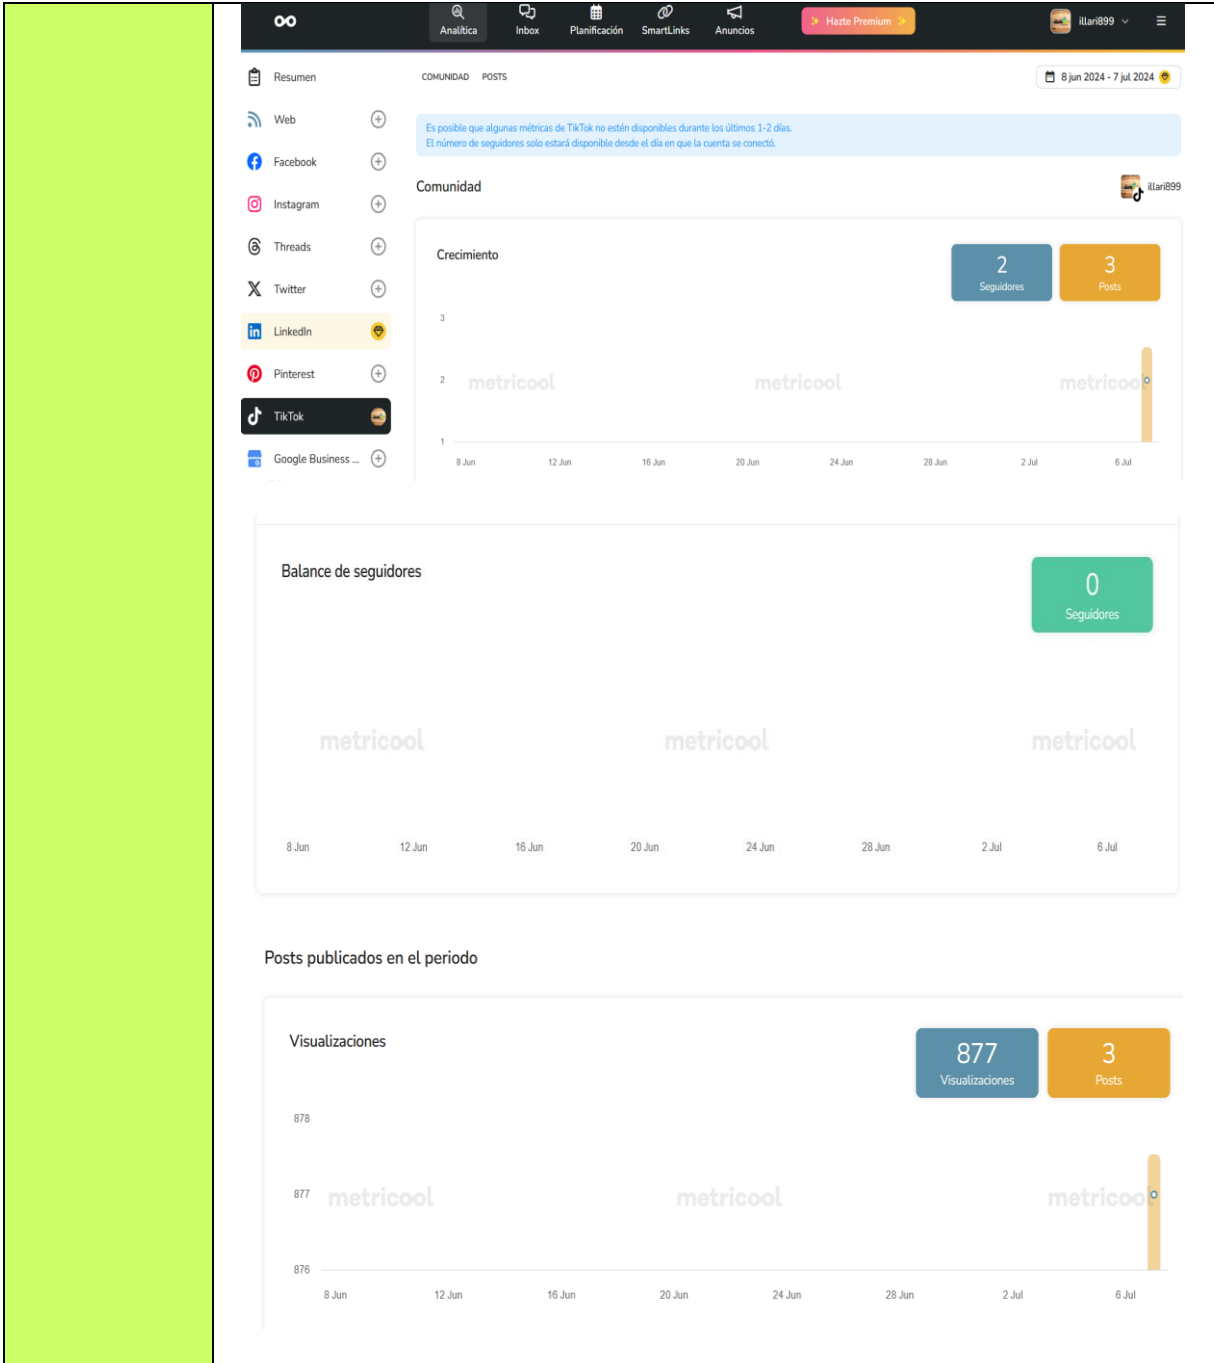 Analítica Inbox Planificación SmartLinks Anuncios Hazte Premium illari899
Resumen
COMUNIDAD POSTS
8 jun 2024 - 7 jul 2024
Web
Es posible que algunas métricas de TikTok no estén disponibles durante los últimos 1-2 días.
El número de seguidores solo estará disponible desde el día en que la cuenta se conectó.
Facebook
Comunidad
illari899
Instagram
Threads
Crecimiento
2
Seguidores
3
Posts
Twitter
3
LinkedIn
Pinterest
2
metricool metricool metricool
TikTok
1
Google Business ...
8 Jun 12 Jun 16 Jun 20 Jun 24 Jun 28 Jun 2 Jul 6 Jul
Balance de seguidores
0
Seguidores
metricool metricool metricool
8 Jun 12 Jun 16 Jun 20 Jun 24 Jun 28 Jun 2 Jul 6 Jul
Posts publicados en el periodo
Visualizaciones
877
Visualizaciones
3
Posts
878
877
metricool metricool metricool
876
8 Jun 12 Jun 16 Jun 20 Jun 24 Jun 28 Jun 2 Jul 6 Jul